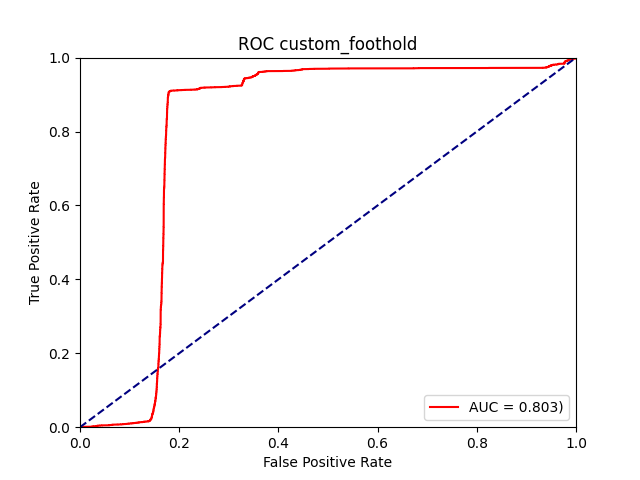 ROC custom_foothold
True Positive Rate
1.0
0.8
0.6
0.4
0.2
0.0
AUC = 0.803)
0.0 0.2 0.4 0.6 0.8 1.0
False Positive Rate